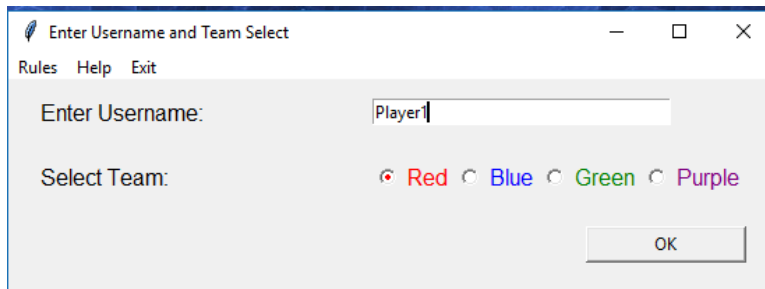 Enter Username and Team Select
Rules Help Exit
Enter Username: Player1
Select Team: Red Blue Green Purple
OK